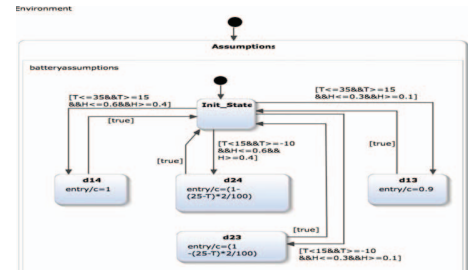 Environment
Assumptions
batteryassumptions
[T<=35&&T>=15
&&H<=0.6&&H>=0.4]
Init_State
[T<=35&&T>=15
&&H<=0.3&&H>=0.1]
[true]
[true]
[T<15&&T>=-10
&&H<=0.6&&
H>=0.4]
[true]
d14
entry/c=1
d24
entry/c=(1-
(25-T)*2/100)
d13
entry/c=0.9
[true]
d23
entry/c=(1
-(25-T)*2/100)
[T<15&&T>=-10
&&H<=0.3&&H>=0.1]